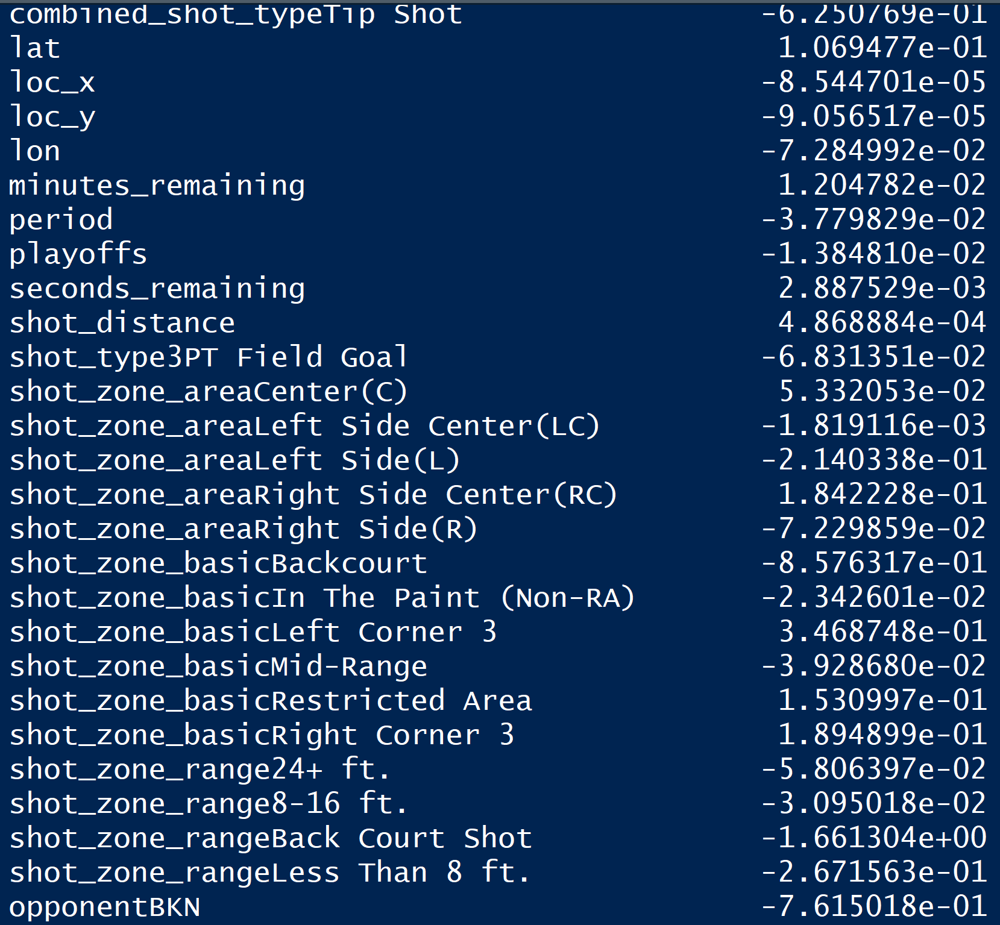 combined_shot_typeTip Shot -6.250769e-01
lat 1.069477e-01
loc_x -8.544701e-05
loc_y -9.056517e-05
lon -7.284992e-02
minutes_remaining 1.204782e-02
period -3.779829e-02
playoffs -1.384810e-02
seconds_remaining 2.887529e-03
shot_distance 4.868884e-04
shot_type3PT Field Goal -6.831351e-02
shot_zone_areaCenter(C) 5.332053e-02
shot_zone_areaLeft Side Center(LC) -1.819116e-03
shot_zone_areaLeft Side(L) -2.140338e-01
shot_zone_areaRight Side Center(RC) 1.842228e-01
shot_zone_areaRight Side(R) -7.229859e-02
shot_zone_basicBackcourt -8.576317e-01
shot_zone_basicIn The Paint (Non-RA) -2.342601e-02
shot_zone_basicLeft Corner 3 3.468748e-01
shot_zone_basicMid-Range -3.928680e-02
shot_zone_basicRestricted Area 1.530997e-01
shot_zone_basicRight Corner 3 1.894899e-01
shot_zone_range24+ ft. -5.806397e-02
shot_zone_range8-16 ft. -3.095018e-02
shot_zone_rangeBack Court Shot -1.661304e+00
shot_zone_rangeLess Than 8 ft. -2.671563e-01
opponentBKN -7.615018e-01